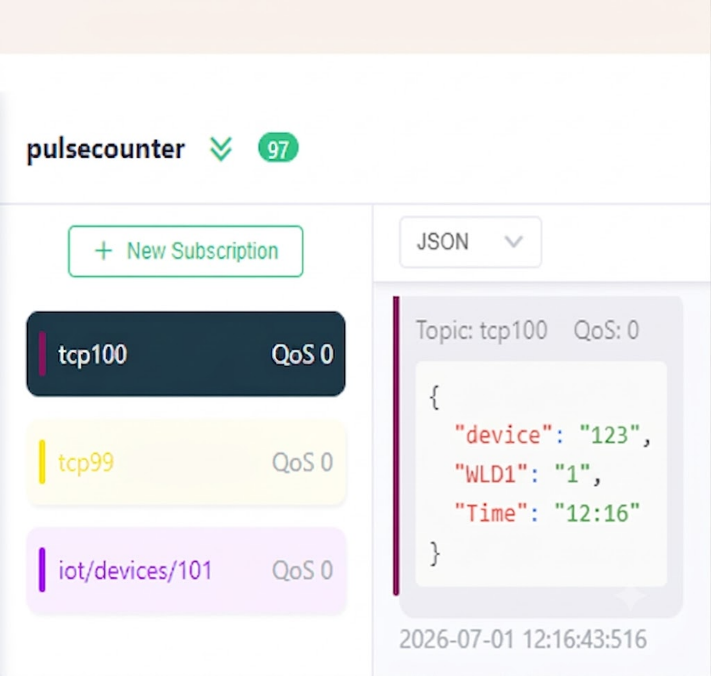 pulsecounter 97
+ New Subscription
tcp100 QoS 0
tcp99 QoS 0
iot/devices/101 QoS 0
JSON
Topic: tcp100 QoS: 0
{
"device": "123",
"WLD1": "1",
"Time": "12:16"
}
2026-07-01 12:16:43:516